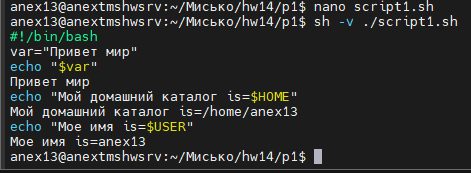 anex13@anextmshwsrv:~/Мисько/hw14/p1$ nano script1.sh
anex13@anextmshwsrv:~/Мисько/hw14/p1$ sh -v ./script1.sh
#!/bin/bash
var="Привет мир"
echo "$var"
Привет мир
echo "Мой домашний каталог is=$HOME"
Мой домашний каталог is=/home/anex13
echo "Мое имя is=$USER"
Мое имя is=anex13
anex13@anextmshwsrv:~/Мисько/hw14/p1$